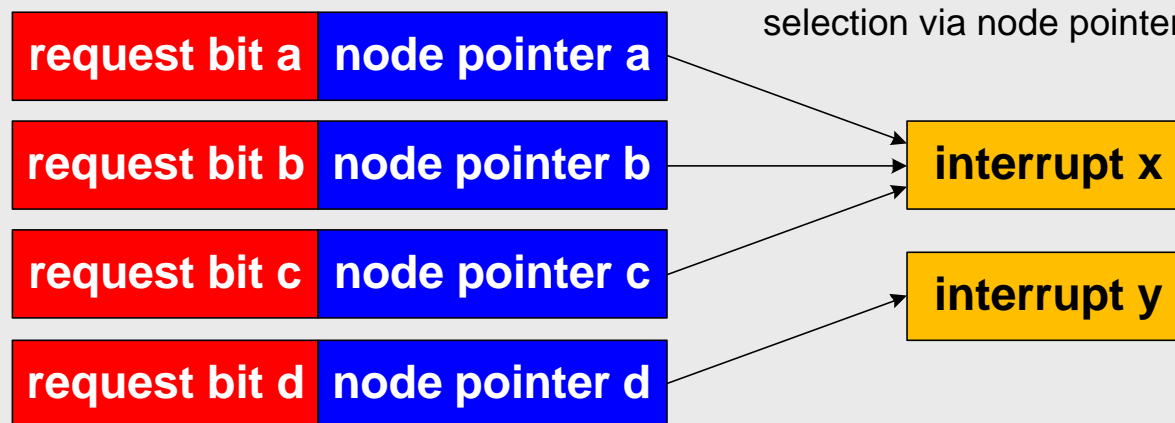 selection via node pointer
request bit a node pointer a
request bit b node pointer b
interrupt x
request bit c node pointer c
interrupt y
request bit d node pointer d